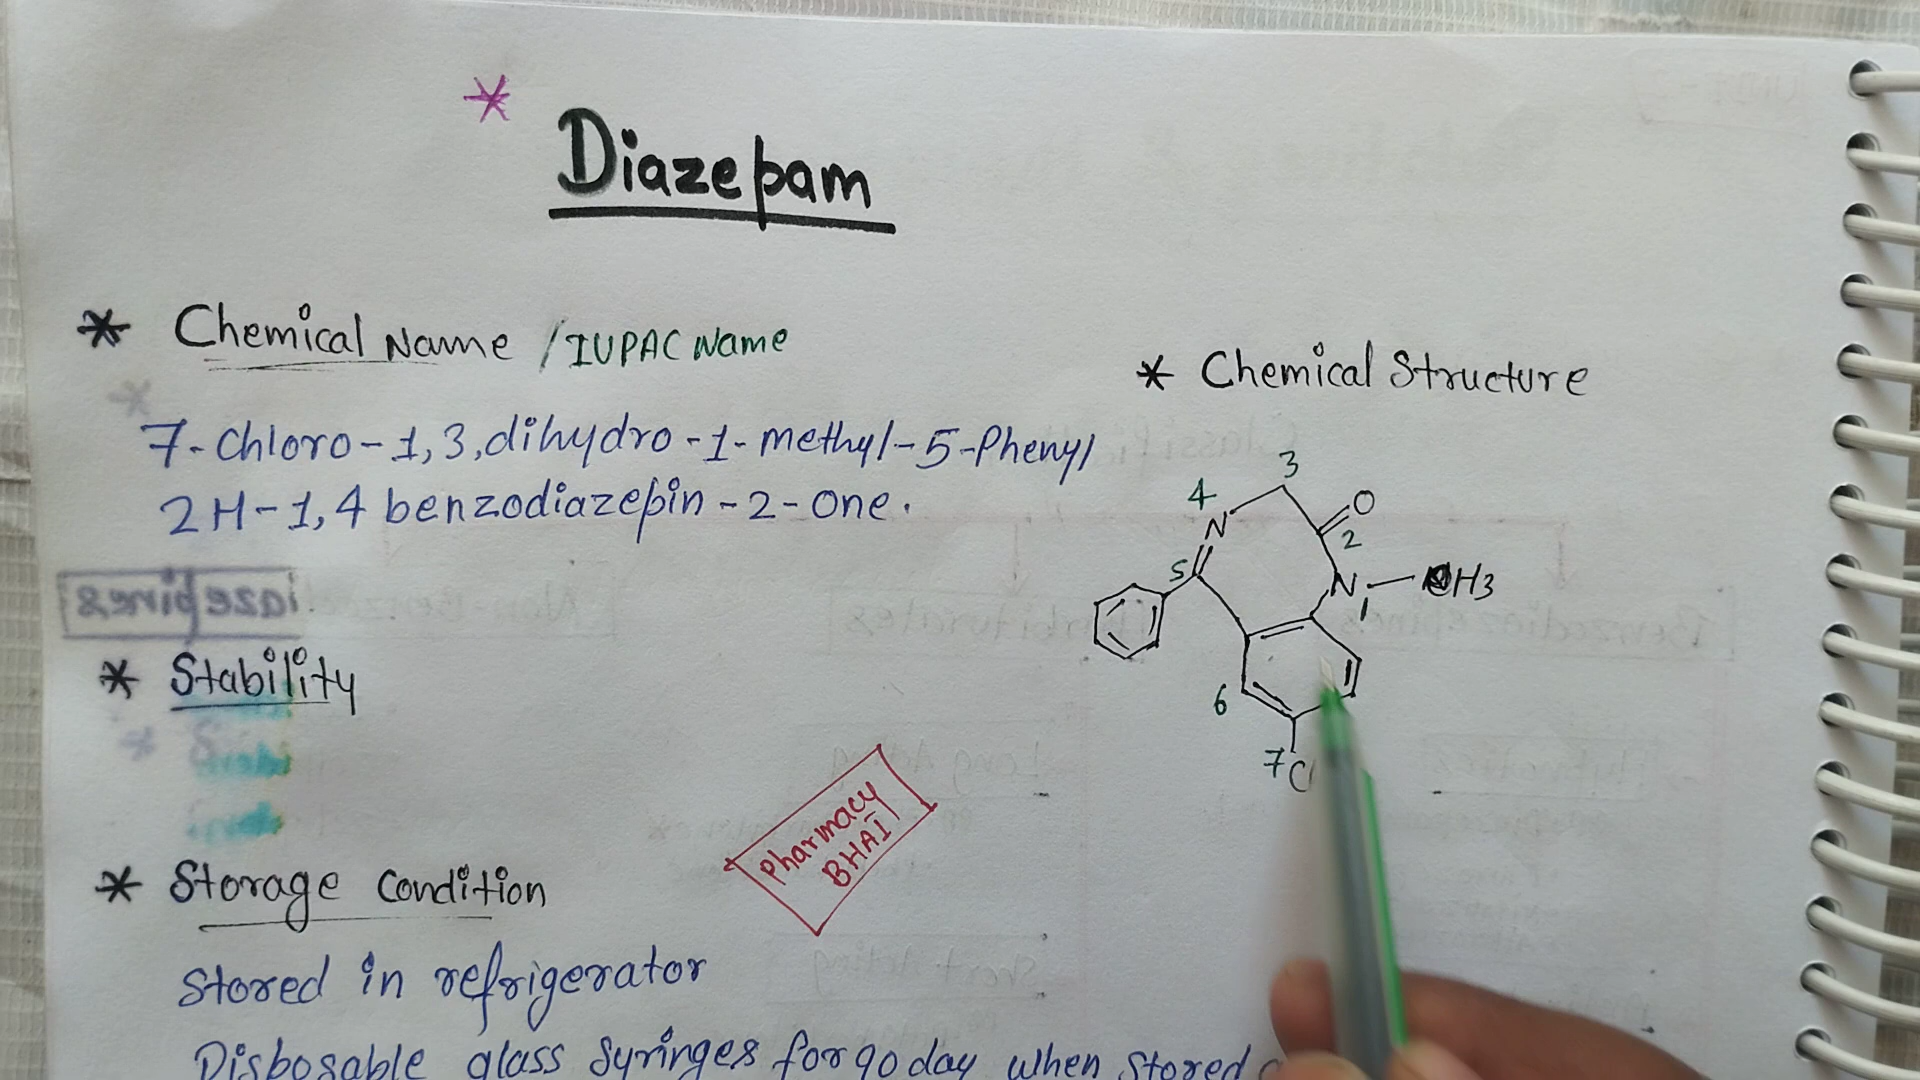 *
Diazepam
* Chemical Name / IUPAC Name
7-Chloro-1,3,dihydro-1-methyl-5-Phenyl
2H-1,4 benzodiazepin-2-one.
* Chemical Structure
3
4
N
O
2
5
N
CH3
1
6
7
Cl
* Stability
Pharmacy
BHAI
* Storage Condition
Stored in refrigerator
Disposable glass Syringes for 90 day when Stored